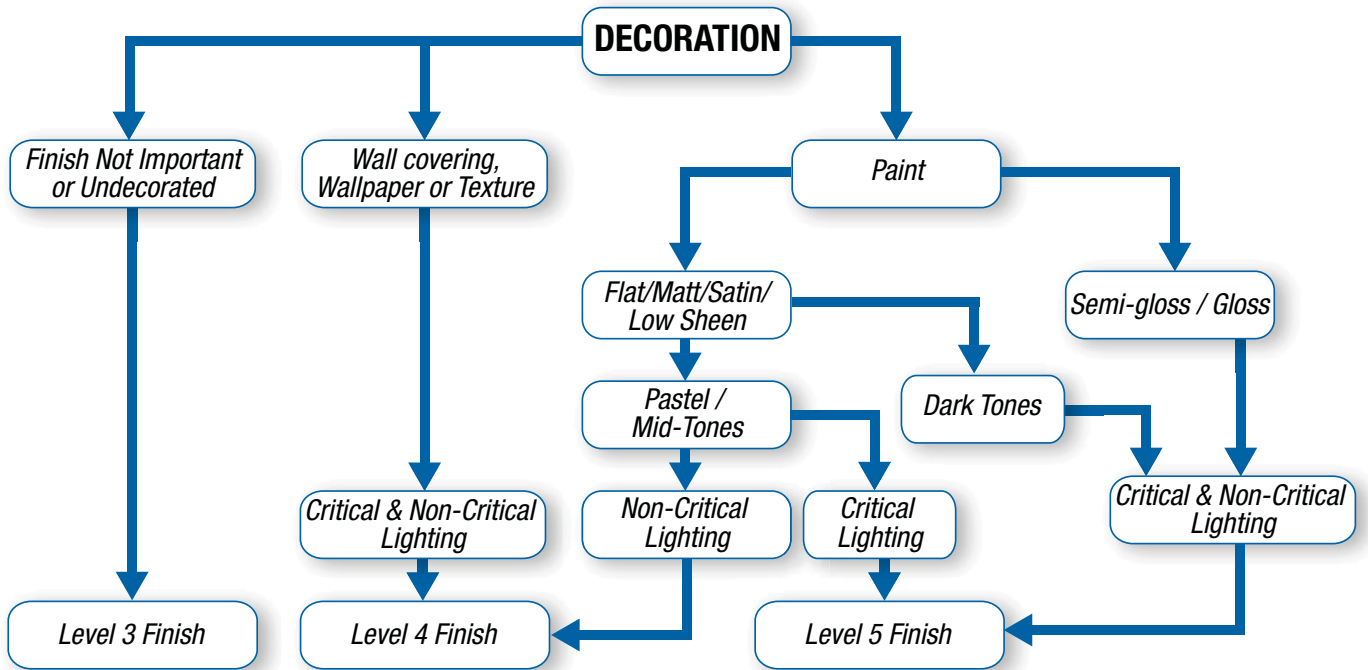 DECORATION
Finish Not Important
or Undecorated
Wall covering,
Wallpaper or Texture
Paint
Flat/Matt/Satin/
Low Sheen
Semi-gloss / Gloss
Pastel /
Mid-Tones
Dark Tones
Critical & Non-Critical
Lighting
Non-Critical
Lighting
Critical
Lighting
Critical & Non-Critical
Lighting
Level 3 Finish
Level 4 Finish
Level 5 Finish